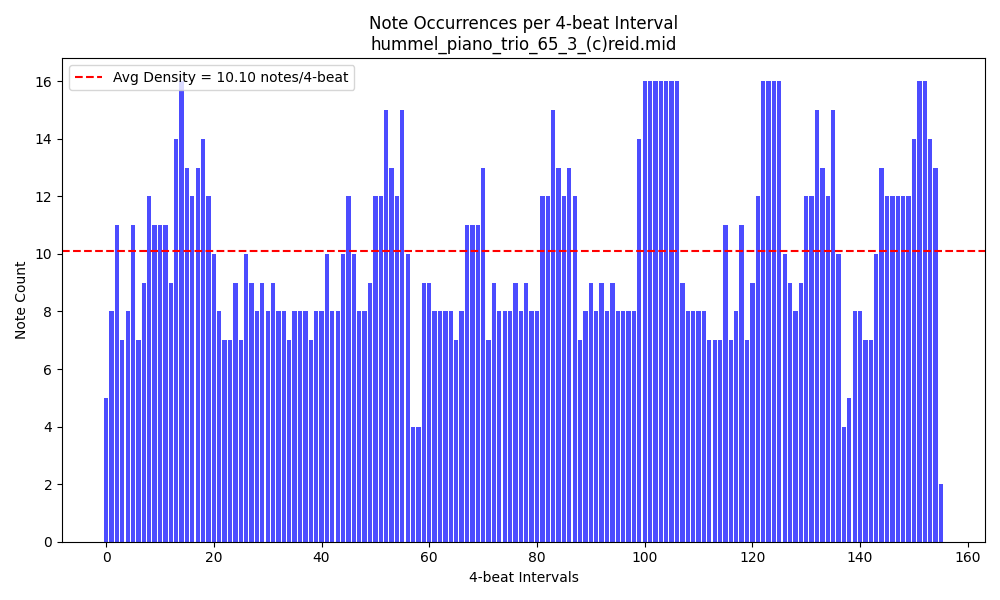 Note Occurrences per 4-beat Interval
hummel_piano_trio_65_3_(c)reid.mid
Avg Density = 10.10 notes/4-beat
Note Count
16
14
12
10
8
6
4
2
0
0 20 40 60 80 100 120 140 160
4-beat Intervals